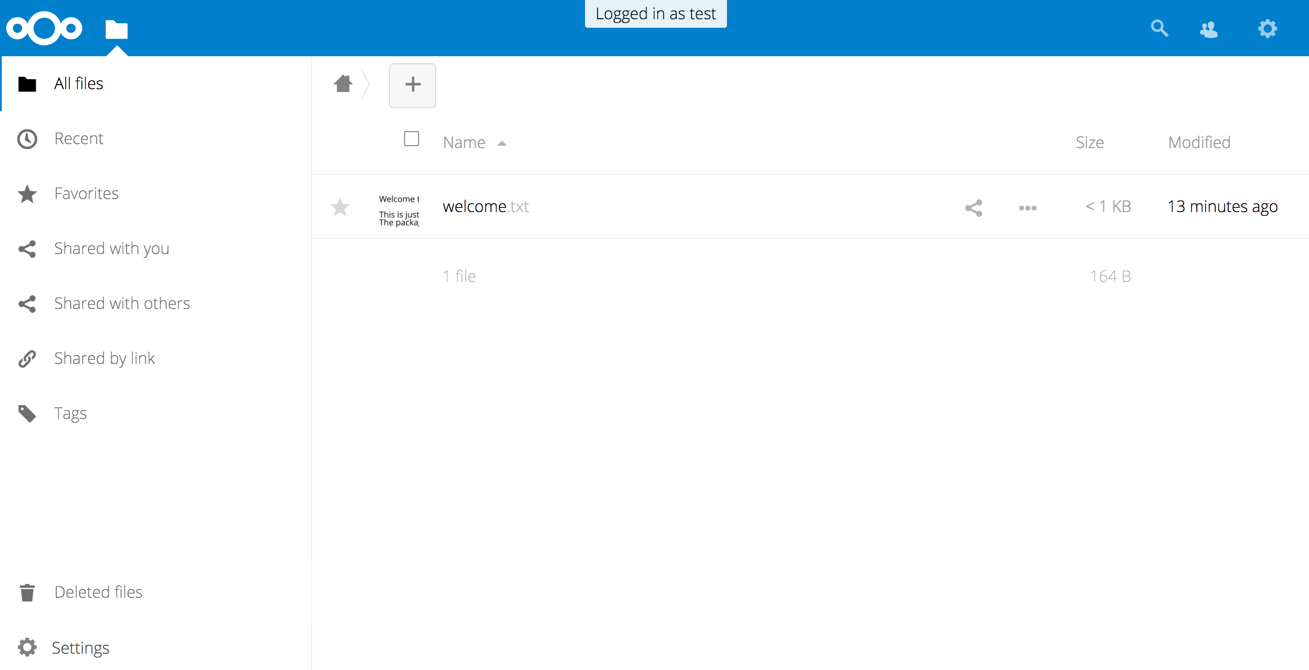 Logged in as test
All files
Recent
Favorites
Shared with you
Shared with others
Shared by link
Tags
Deleted files
Settings
Name Size Modified
Welcome t
This is just
The packa
welcome.txt < 1 KB 13 minutes ago
1 file 164 B